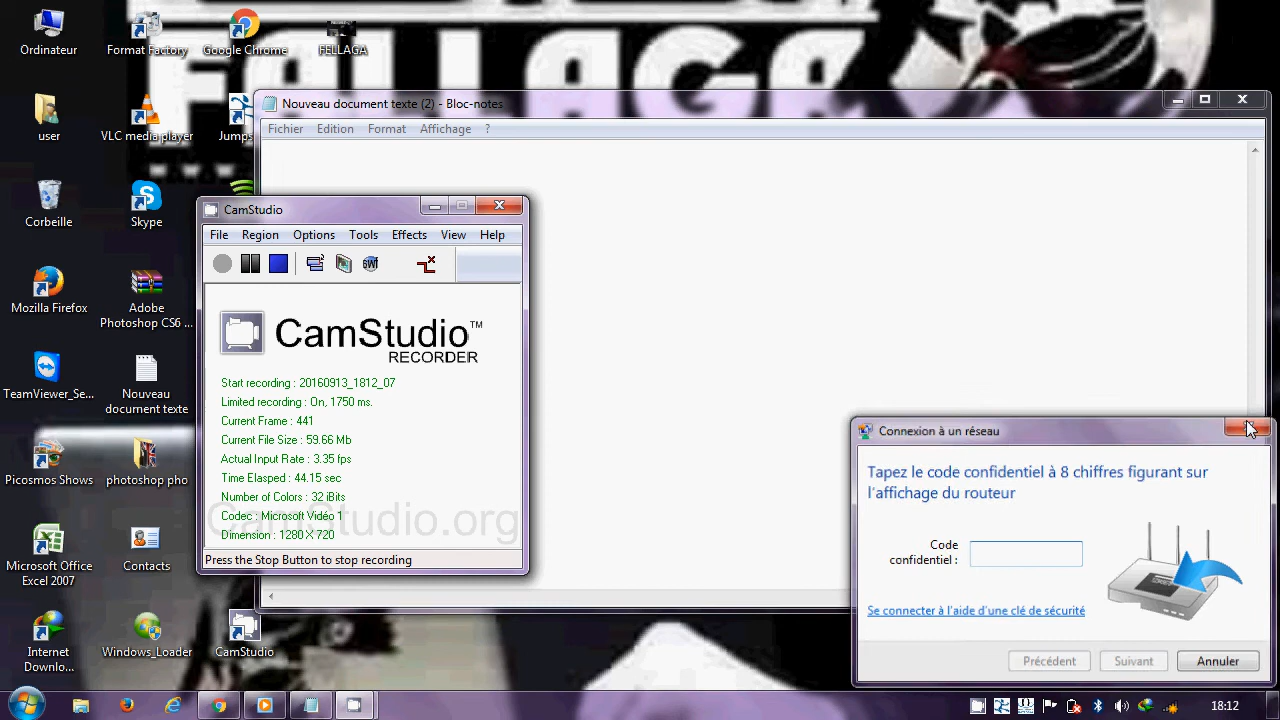 FALLAGA
Ordinateur
Format Factory
Google Chrome
FELLAGA
user
VLC media player
Jumps
Corbeille
Skype
Mozilla Firefox
Adobe
Photoshop CS6 ...
TeamViewer_Se...
Nouveau
document texte
Picosmos Shows
photoshop pho
Microsoft Office
Excel 2007
Contacts
Internet
Downlo...
Windows_Loader
CamStudio
Nouveau document texte (2) - Bloc-notes
Fichier Edition Format Affichage ?
CamStudio
File Region Options Tools Effects View Help
CamStudio™
RECORDER
Start recording : 20160913_1812_07
Limited recording : On, 1750 ms.
Current Frame : 441
Current File Size : 59.66 Mb
Actual Input Rate : 3.35 fps
Time Elasped : 44.15 sec
Number of Colors : 32 iBits
Codec : Microsoft Vidéo 1
CamStudio.org
Dimension : 1280 X 720
Press the Stop Button to stop recording
Connexion à un réseau
Tapez le code confidentiel à 8 chiffres figurant sur
l'affichage du routeur
Code
confidentiel :
Se connecter à l'aide d'une clé de sécurité
Précédent Suivant Annuler
18:12